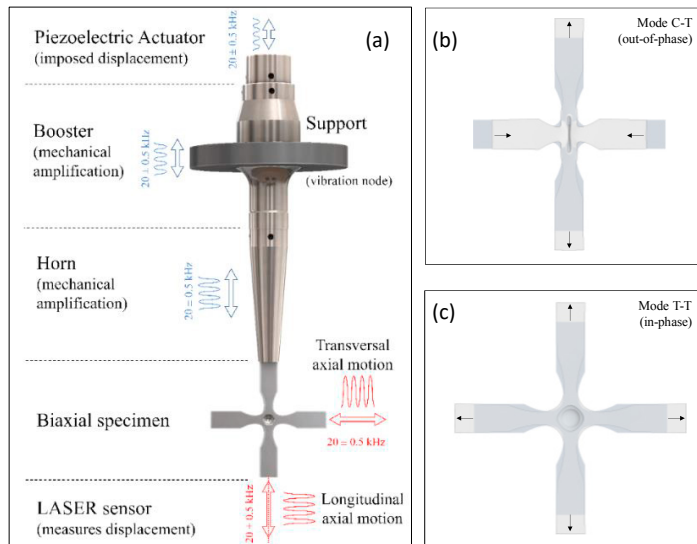 (a)
20 ± 0.5 kHz
Piezoelectric Actuator
(imposed displacement)
Booster
(mechanical
amplification)
20 ± 0.5 kHz
Support
(vibration node)
Horn
(mechanical
amplification)
20 ± 0.5 kHz
Transversal
axial motion
20 ± 0.5 kHz
Biaxial specimen
LASER sensor
(measures displacement)
20 ± 0.5 kHz
Longitudinal
axial motion
(b)
Mode C-T
(out-of-phase)
(c)
Mode T-T
(in-phase)